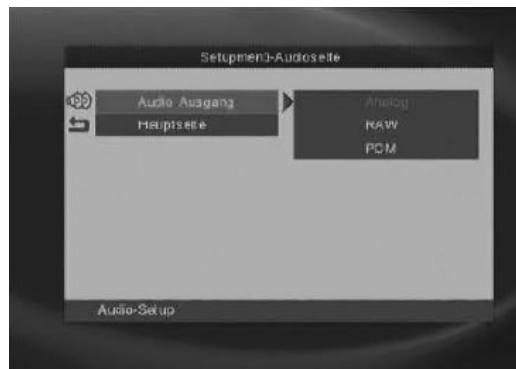 Setupmenü-Audioseite
Audio Ausgang
Analog
Hauptseite
RAW
PCM
Audio-Setup